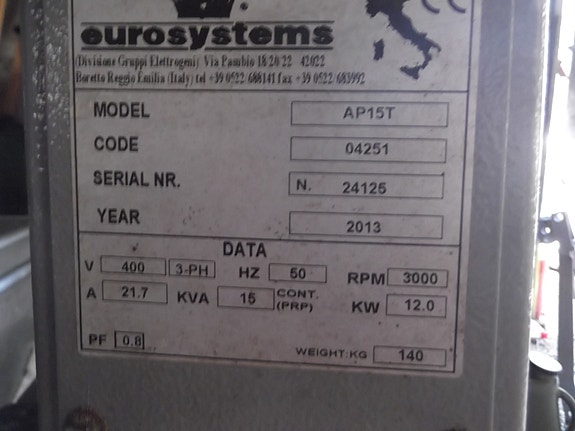 eurosystems
(Divisione Gruppi Elettrogeni) Via Pambio 18/20/22 42022
Boretto Reggio Emilia (Italy) tel +39 0522/688141 fax +39 0522/683992
MODEL AP15T
CODE 04251
SERIAL NR. N. 24125
YEAR 2013
DATA
V 400 3-PH HZ 50 RPM 3000
A 21.7 KVA 15 CONT. (PRP) KW 12.0
PF 0.8 WEIGHT:KG 140